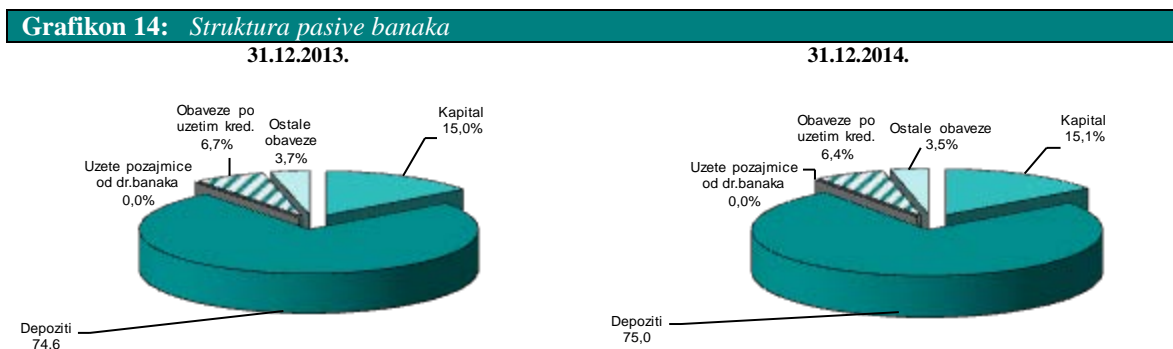 Grafikon 14: Struktura pasive banaka
31.12.2013.
Obaveze po
uzetim kred.
6,7%
Ostale
obaveze
3,7%
Kapital
15,0%
Uzete pozajmice
od dr.banaka
0,0%
Depoziti
74,6
31.12.2014.
Obaveze po
uzetim kred.
6,4%
Ostale obaveze
3,5%
Kapital
15,1%
Uzete pozajmice
od dr.banaka
0,0%
Depoziti
75,0